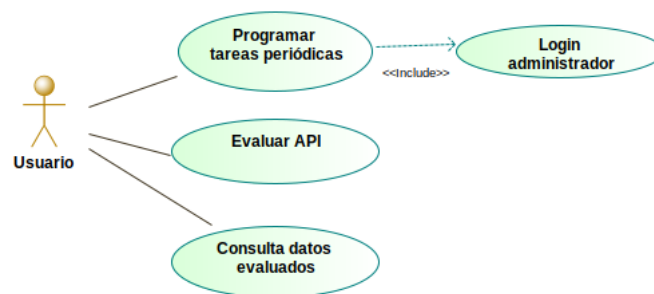 Programar
tareas periódicas
Login
administrador
<<Include>>
Usuario
Evaluar API
Consulta datos
evaluados